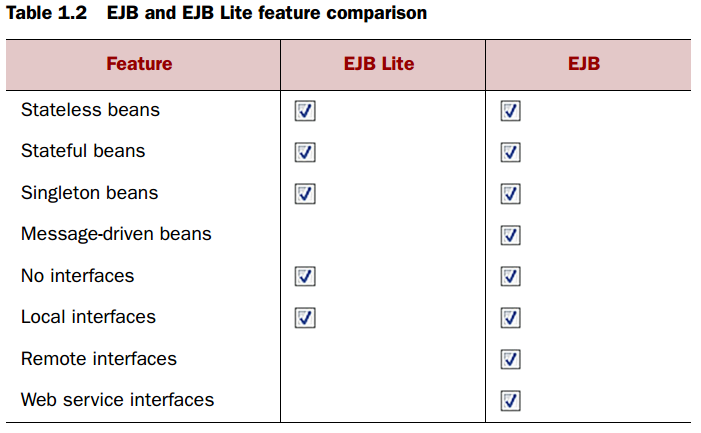 Table 1.2 EJB and EJB Lite feature comparison
Feature EJB Lite EJB
Stateless beans
Stateful beans
Singleton beans
Message-driven beans
No interfaces
Local interfaces
Remote interfaces
Web service interfaces